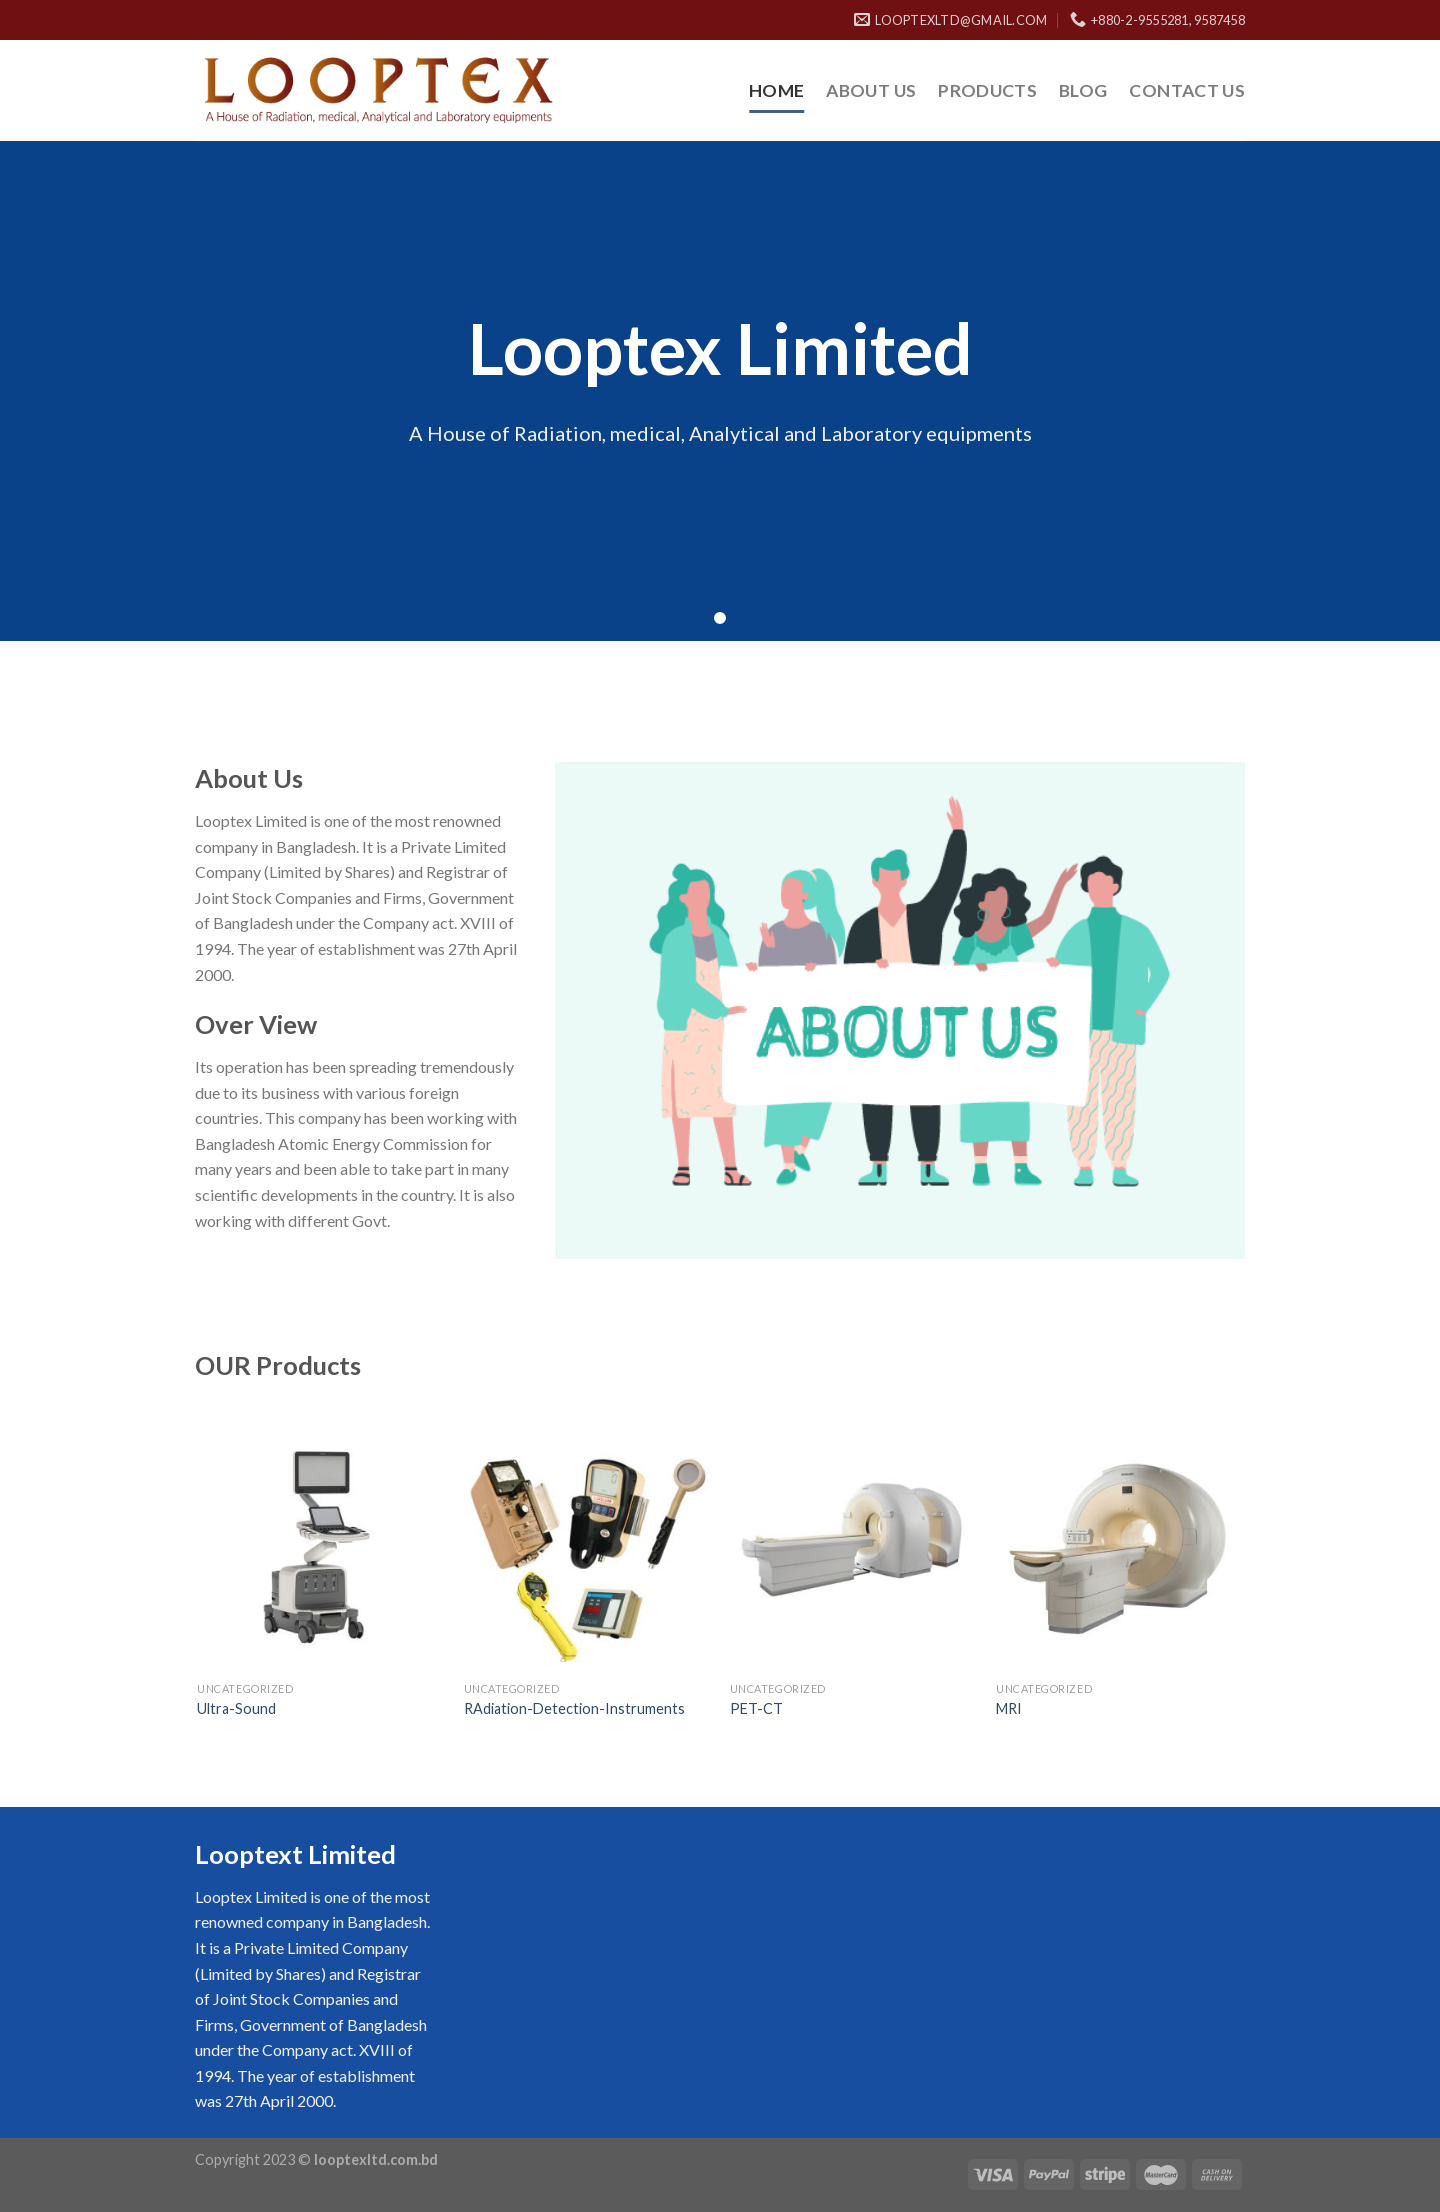 LOOPTEXLTD@GMAIL.COM
+880-2-9555281, 9587458
LOOPTEX
A House of Radiation, medical, Analytical and Laboratory equipments
HOME
ABOUT US
PRODUCTS
BLOG
CONTACT US
Looptex Limited
A House of Radiation, medical, Analytical and Laboratory equipments
About Us
Looptex Limited is one of the most renowned
company in Bangladesh. It is a Private Limited
Company (Limited by Shares) and Registrar of
Joint Stock Companies and Firms, Government
of Bangladesh under the Company act. XVIII of
1994. The year of establishment was 27th April
2000.
Over View
Its operation has been spreading tremendously
due to its business with various foreign
countries. This company has been working with
Bangladesh Atomic Energy Commission for
many years and been able to take part in many
scientific developments in the country. It is also
working with different Govt.
ABOUT US
OUR Products
UNCATEGORIZED
Ultra-Sound
UNCATEGORIZED
RAdiation-Detection-Instruments
UNCATEGORIZED
PET-CT
UNCATEGORIZED
MRI
Looptext Limited
Looptex Limited is one of the most
renowned company in Bangladesh.
It is a Private Limited Company
(Limited by Shares) and Registrar
of Joint Stock Companies and
Firms, Government of Bangladesh
under the Company act. XVIII of
1994. The year of establishment
was 27th April 2000.
Copyright 2023 © looptexltd.com.bd
VISA
PayPal
stripe
MasterCard
CASH ON
DELIVERY